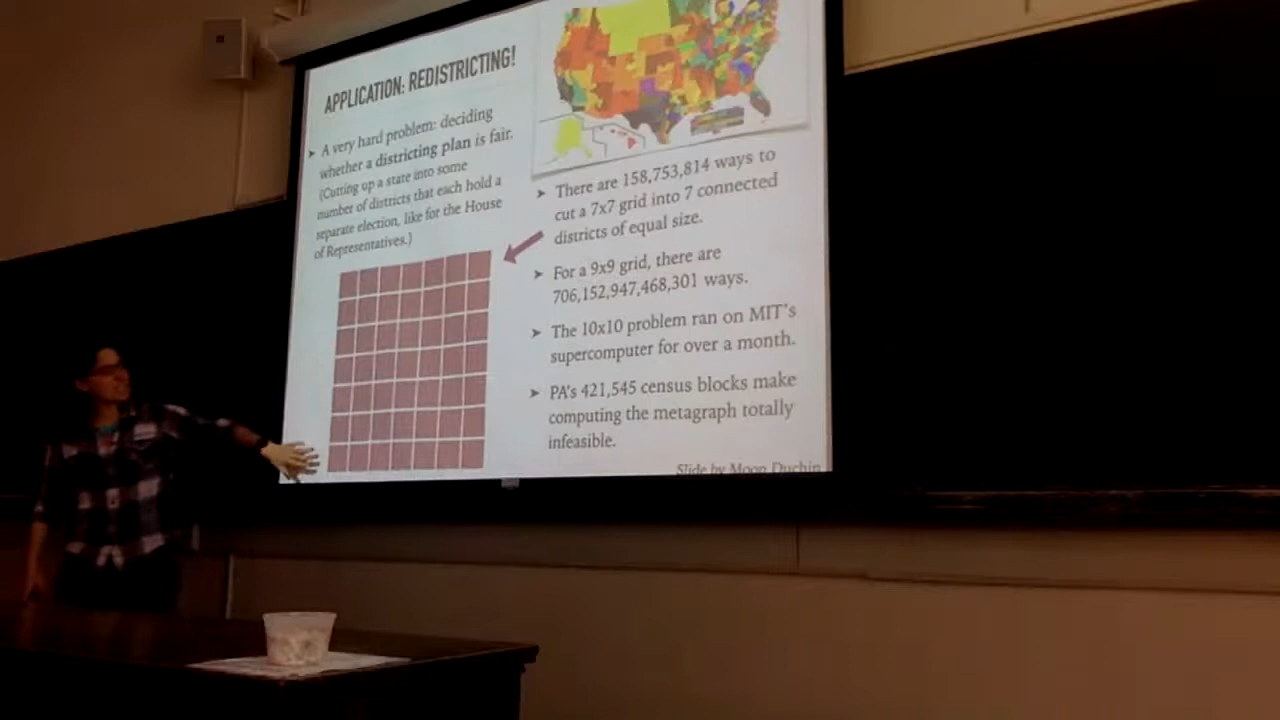 APPLICATION: REDISTRICTING!
➤ A very hard problem: deciding
whether a districting plan is fair.
(Cutting up a state into some
number of districts that each hold a
separate election, like for the House
of Representatives.)
➤ There are 158,753,814 ways to
cut a 7x7 grid into 7 connected
districts of equal size.
➤ For a 9x9 grid, there are
706,152,947,468,301 ways.
➤ The 10x10 problem ran on MIT's
supercomputer for over a month.
➤ PA's 421,545 census blocks make
computing the metagraph totally
infeasible.
Slide by Moon Duchin